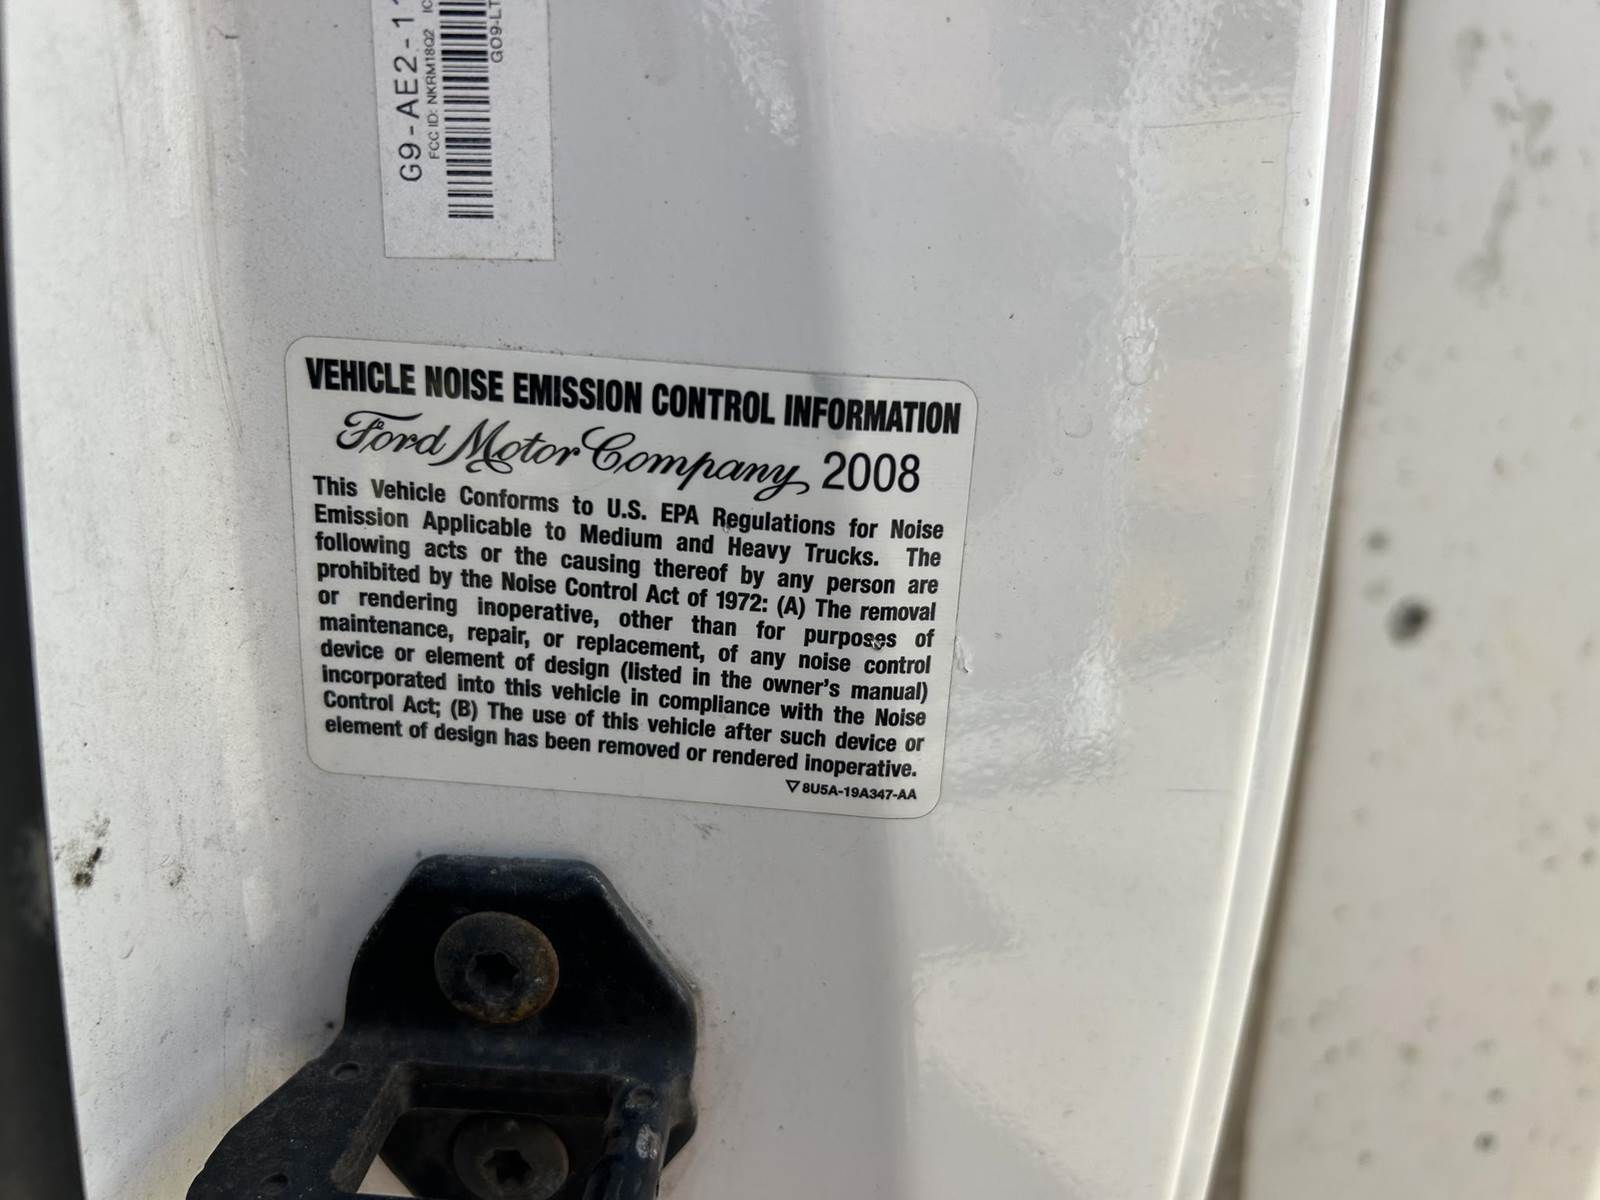 G9-AE2-1
FCC ID: NKRM18Q2 IC
GO9-LT
VEHICLE NOISE EMISSION CONTROL INFORMATION
Ford Motor Company 2008
This Vehicle Conforms to U.S. EPA Regulations for Noise
Emission Applicable to Medium and Heavy Trucks. The
following acts or the causing thereof by any person are
prohibited by the Noise Control Act of 1972: (A) The removal
or rendering inoperative, other than for purposes of
maintenance, repair, or replacement, of any noise control
device or element of design (listed in the owner's manual)
incorporated into this vehicle in compliance with the Noise
Control Act; (B) The use of this vehicle after such device or
element of design has been removed or rendered inoperative.
▽ 8U5A-19A347-AA